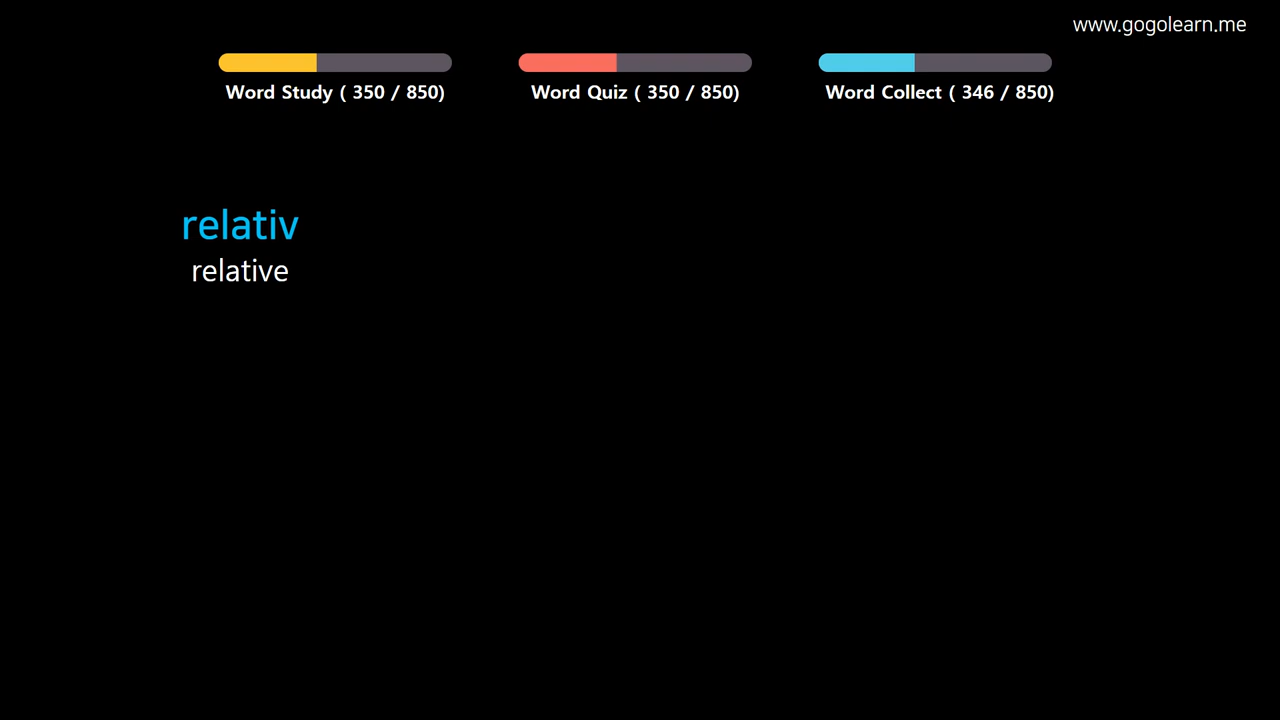 www.gogolearn.me
Word Study ( 350 / 850)
Word Quiz ( 350 / 850)
Word Collect ( 346 / 850)
relativ
relative